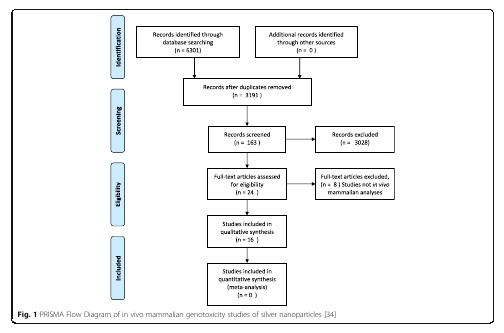 Identification
Records identified through
database searching
(n = 6301)
Additional records identified
through other sources
(n = 0 )
Records after duplicates removed
(n = 3191 )
Screening
Records screened
(n = 163 )
Records excluded
(n = 3028)
Eligibility
Full-text articles assessed
for eligibility
(n = 24 )
Full-text articles excluded,
(n = 8 ) Studies not in vivo
mammalian analyses
Studies included in
qualitative synthesis
(n = 16 )
Included
Studies included in
quantitative synthesis
(meta-analysis)
(n = 0 )
Fig. 1 PRISMA Flow Diagram of in vivo mammalian genotoxicity studies of silver nanoparticles [34]